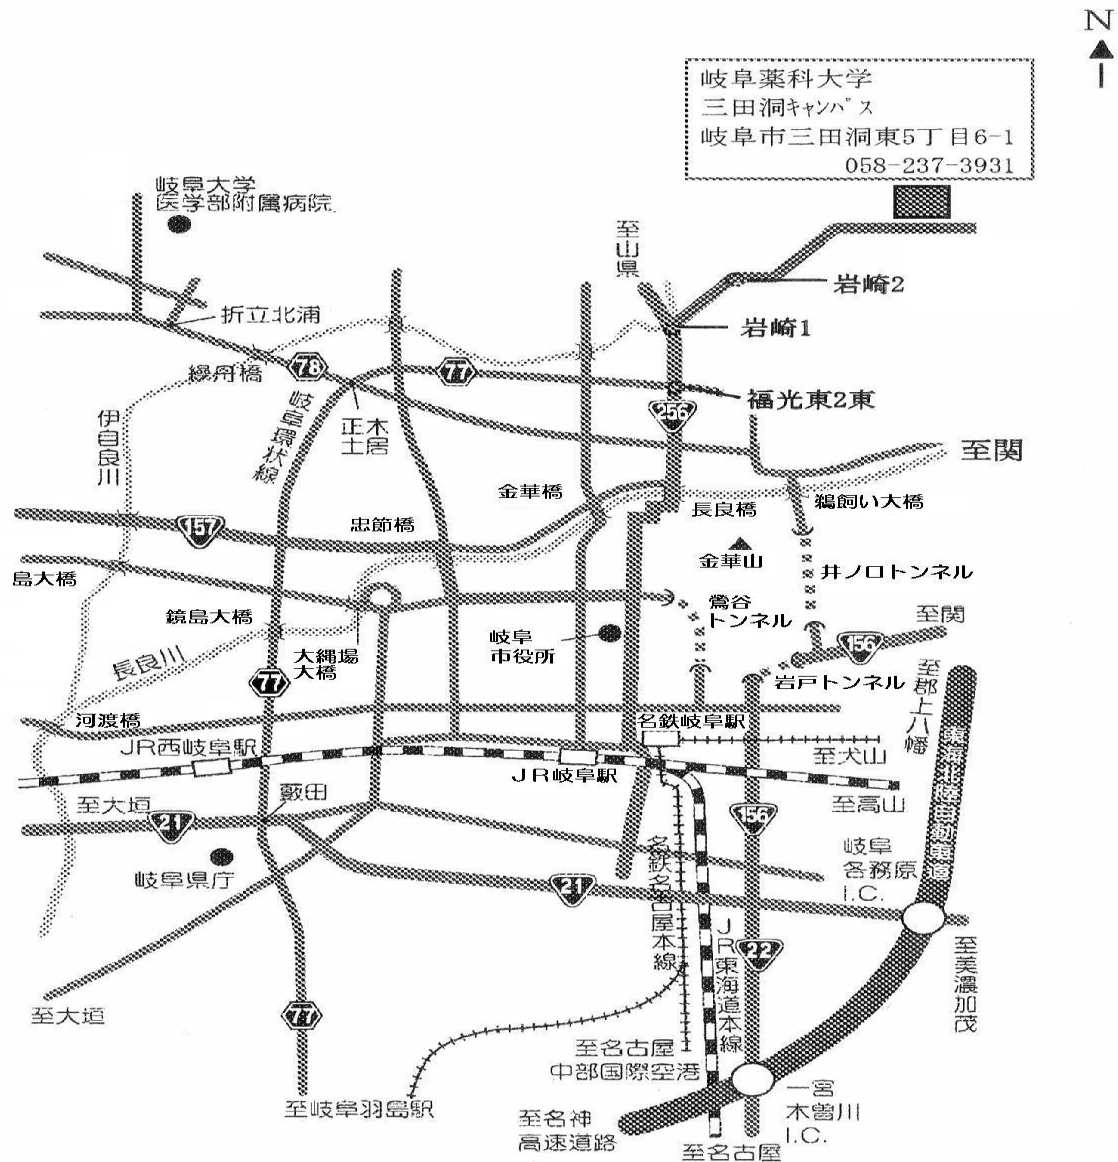 N
岐阜薬科大学
三田洞キャンパス
岐阜市三田洞東5丁目6-1
058-237-3931
岐阜大学
医学部附属病院
至山県
岩崎2
折立北浦
岩崎1
繰舟橋
78
77
福光東2東
256
岐阜環状線
正木
土居
伊自良川
至関
金華橋
長良橋
鵜飼い大橋
157
忠節橋
金華山
島大橋
井ノ口トンネル
鏡島大橋
鶯谷
トンネル
至関
岐阜
市役所
大縄場
大橋
長良川
156
77
岩戸トンネル
至郡上八幡
河渡橋
名鉄岐阜駅
JR西岐阜駅
至犬山
JR岐阜駅
東海北陸自動車道
至大垣
藪田
至高山
21
156
岐阜
各務原
I.C.
名鉄名古屋本線
岐阜県庁
21
JR東海道本線
22
至美濃加茂
至大垣
77
至名古屋
中部国際空港
至岐阜羽島駅
一宮
木曽川
I.C.
至名神
高速道路
至名古屋